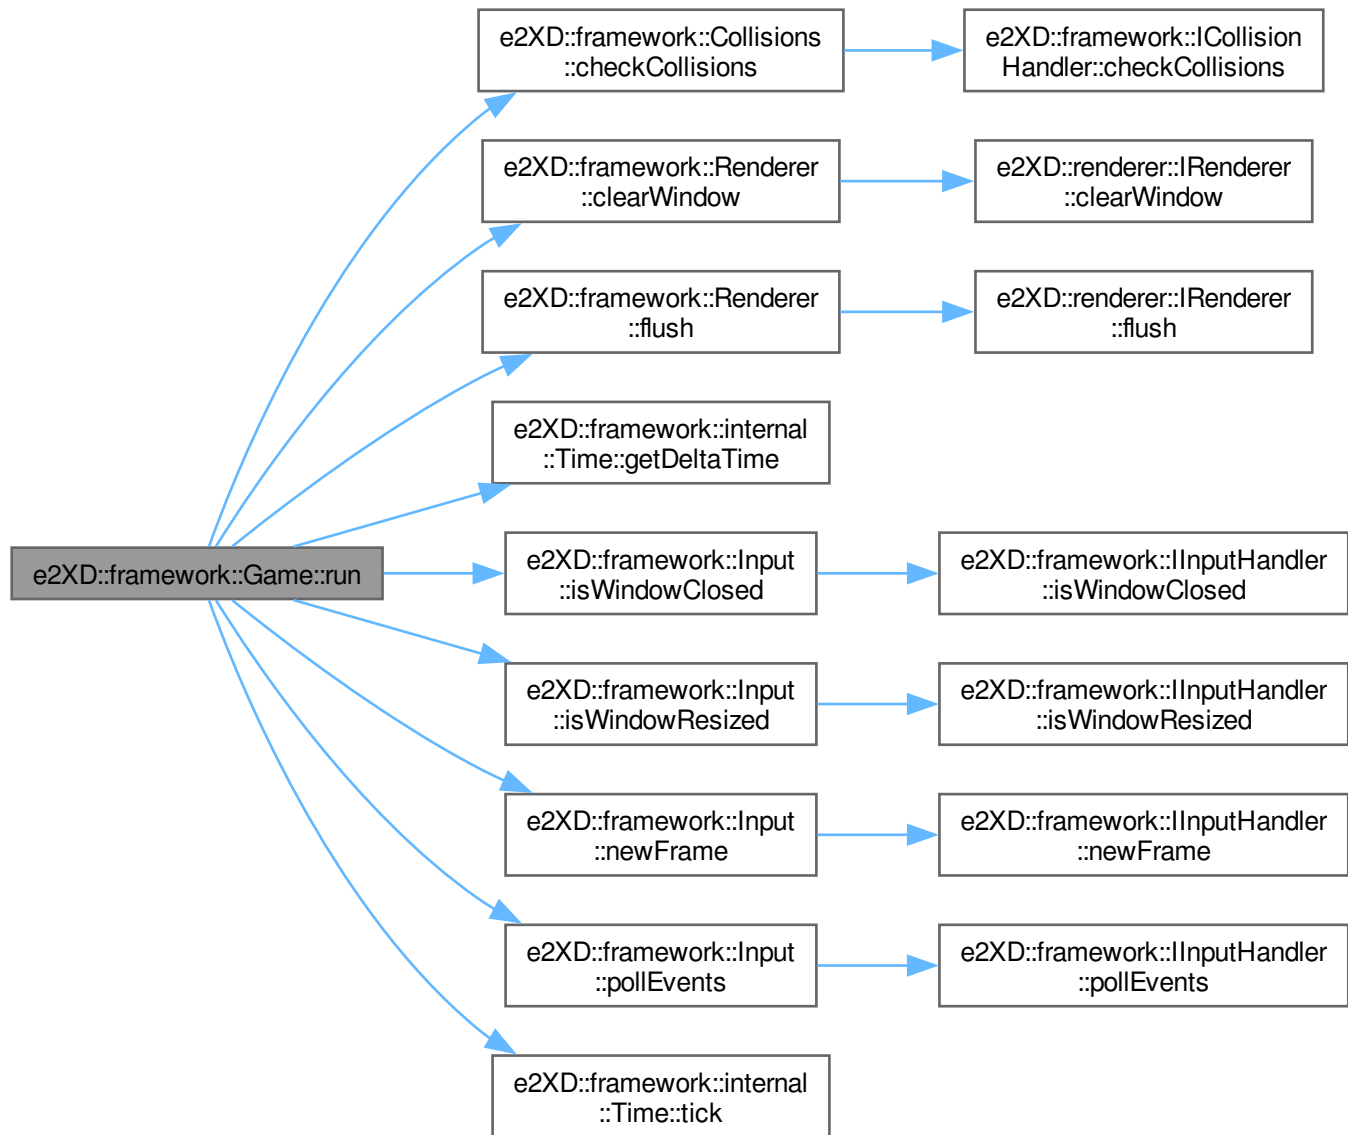 e2XD::framework::Game::run
e2XD::framework::Collisions
::checkCollisions
e2XD::framework::ICollision
Handler::checkCollisions
e2XD::framework::Renderer
::clearWindow
e2XD::renderer::IRenderer
::clearWindow
e2XD::framework::Renderer
::flush
e2XD::renderer::IRenderer
::flush
e2XD::framework::internal
::Time::getDeltaTime
e2XD::framework::Input
::isWindowClosed
e2XD::framework::IInputHandler
::isWindowClosed
e2XD::framework::Input
::isWindowResized
e2XD::framework::IInputHandler
::isWindowResized
e2XD::framework::Input
::newFrame
e2XD::framework::IInputHandler
::newFrame
e2XD::framework::Input
::pollEvents
e2XD::framework::IInputHandler
::pollEvents
e2XD::framework::internal
::Time::tick